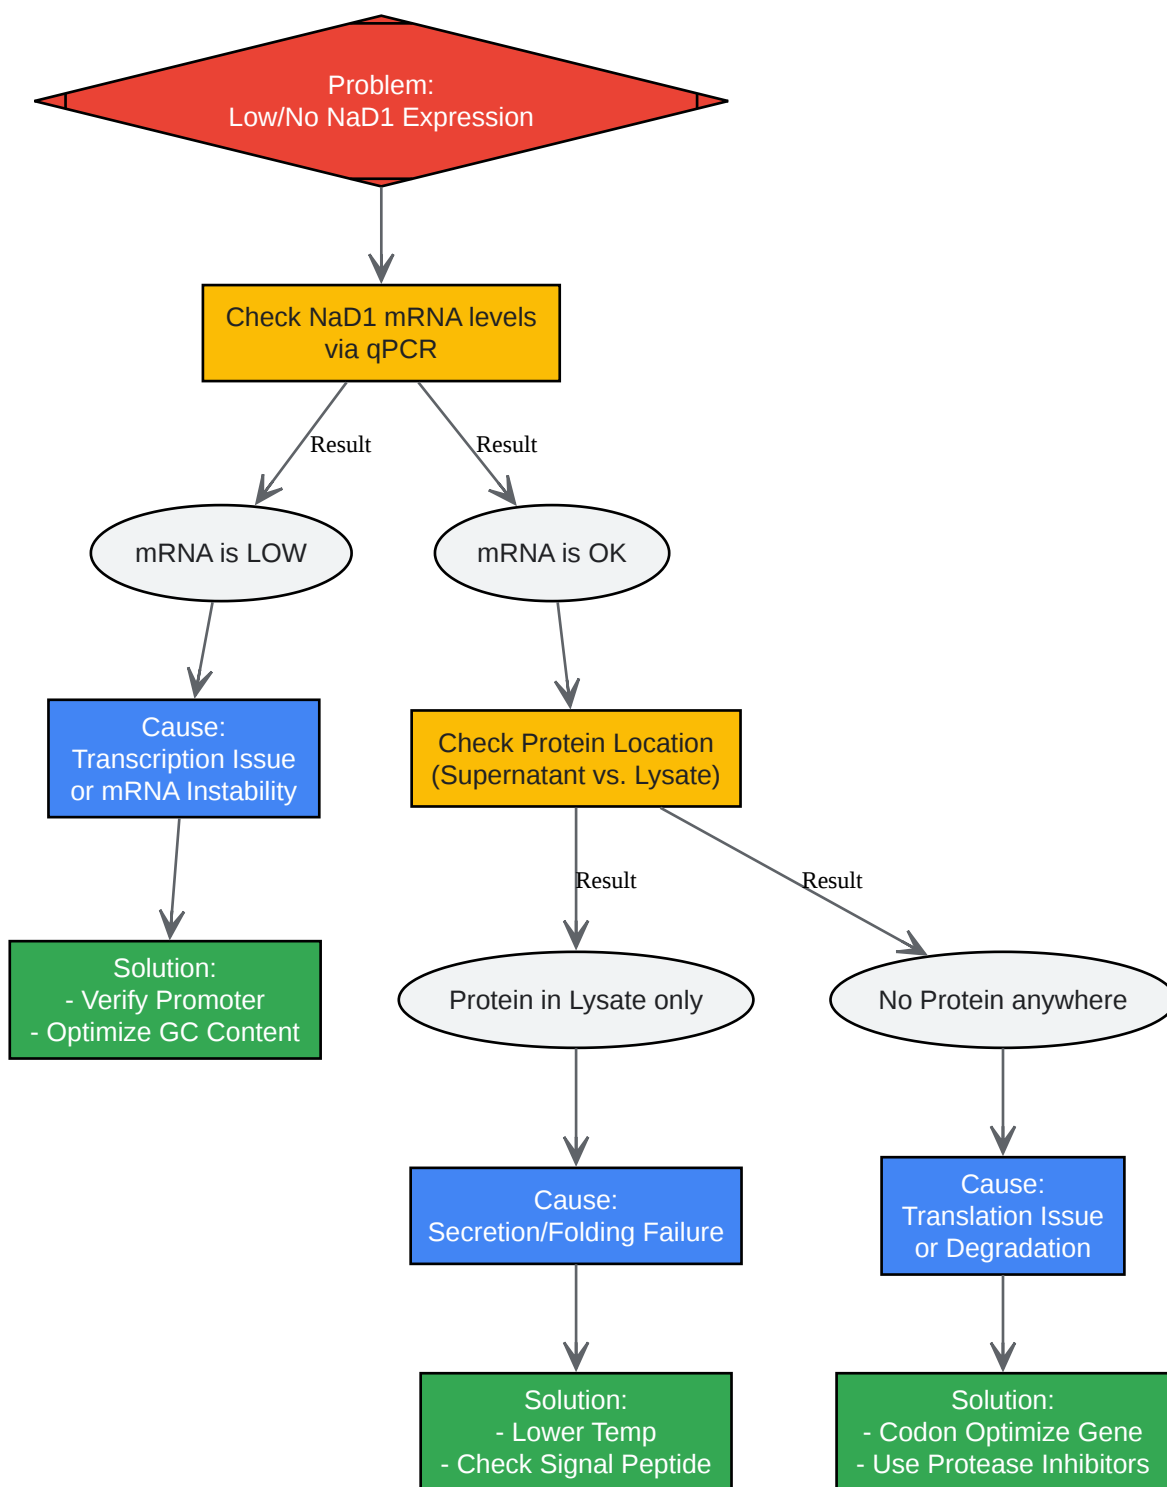 Problem:
Low/No NaD1 Expression
Check NaD1 mRNA levels
via qPCR
Result
Result
mRNA is LOW
mRNA is OK
Cause:
Transcription Issue
or mRNA Instability
Check Protein Location
(Supernatant vs. Lysate)
Result
Result
Solution:
- Verify Promoter
- Optimize GC Content
Protein in Lysate only
No Protein anywhere
Cause:
Secretion/Folding Failure
Cause:
Translation Issue
or Degradation
Solution:
- Lower Temp
- Check Signal Peptide
Solution:
- Codon Optimize Gene
- Use Protease Inhibitors